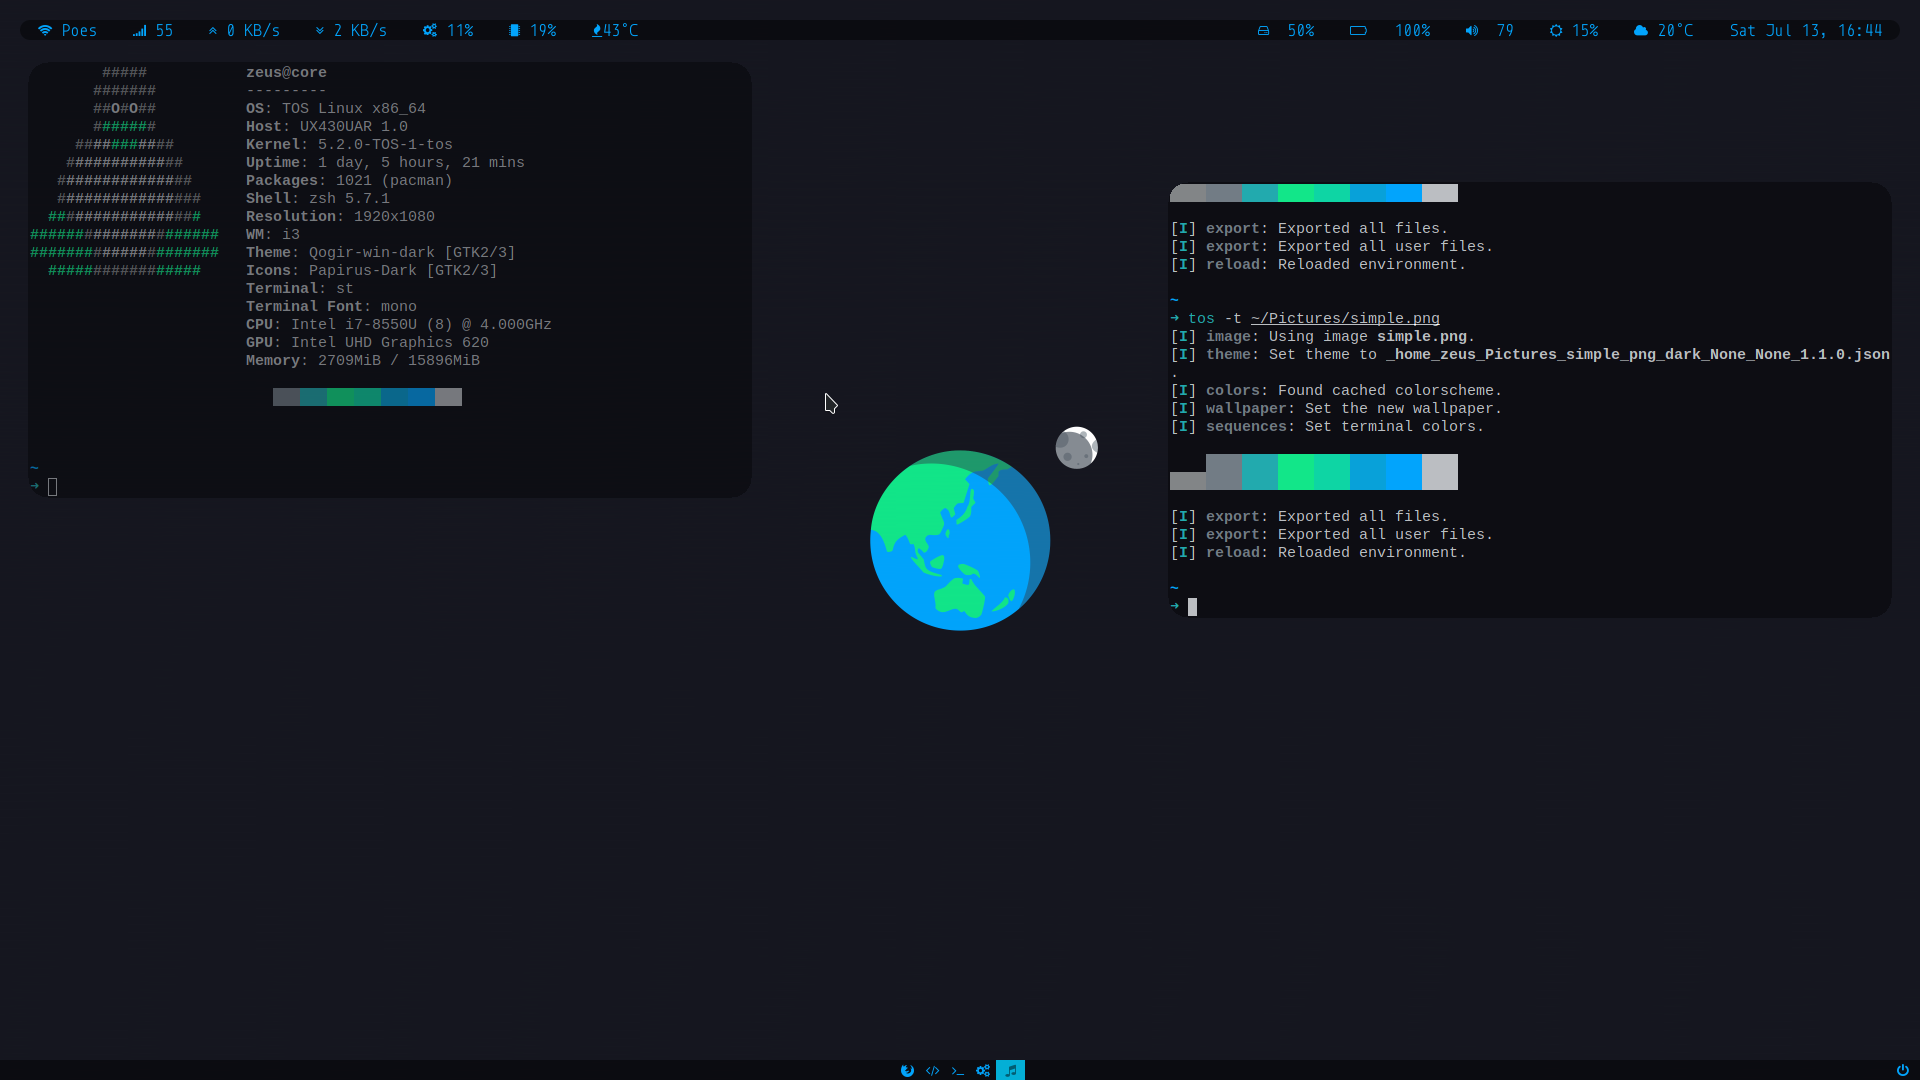 Poes 55 0 KB/s 2 KB/s 11% 19% 43°C 50% 100% 79 15% 20°C Sat Jul 13, 16:44
##### zeus@core
####### ---------
##O#O## OS: TOS Linux x86_64
####### Host: UX430UAR 1.0
########### Kernel: 5.2.0-TOS-1-tos
############# Uptime: 1 day, 5 hours, 21 mins
############### Packages: 1021 (pacman)
################ Shell: zsh 5.7.1
################# Resolution: 1920x1080
##################### WM: i3
##################### Theme: Qogir-win-dark [GTK2/3]
################# Icons: Papirus-Dark [GTK2/3]
Terminal: st
Terminal Font: mono
CPU: Intel i7-8550U (8) @ 4.000GHz
GPU: Intel UHD Graphics 620
Memory: 2709MiB / 15896MiB
~
➜
[I] export: Exported all files.
[I] export: Exported all user files.
[I] reload: Reloaded environment.
~
➜ tos -t ~/Pictures/simple.png
[I] image: Using image simple.png.
[I] theme: Set theme to _home_zeus_Pictures_simple_png_dark_None_None_1.1.0.json
.
[I] colors: Found cached colorscheme.
[I] wallpaper: Set the new wallpaper.
[I] sequences: Set terminal colors.
[I] export: Exported all files.
[I] export: Exported all user files.
[I] reload: Reloaded environment.
~
➜